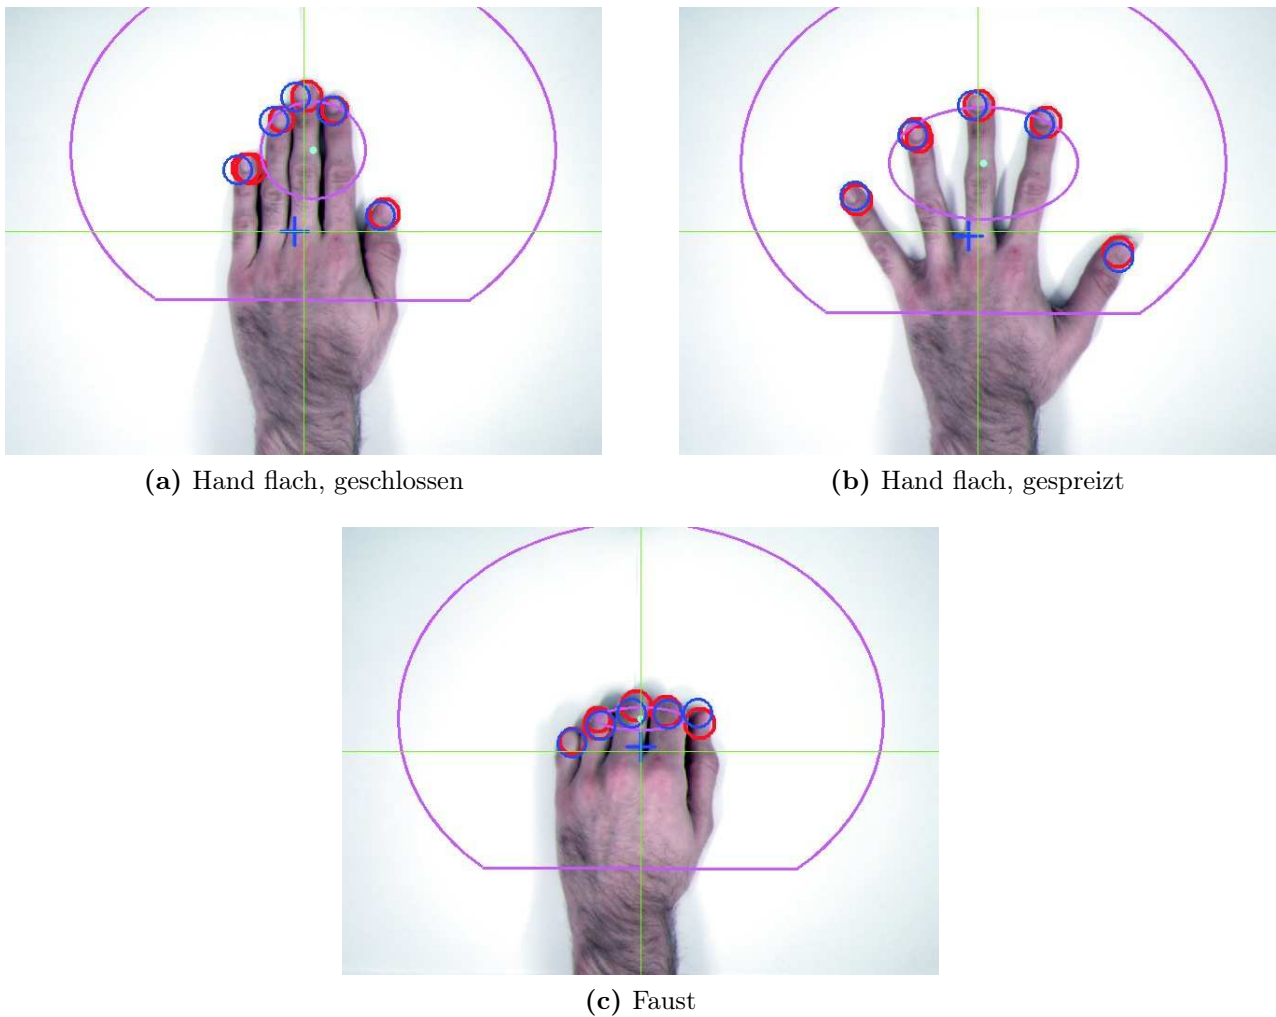 (a) Hand flach, geschlossen
(b) Hand flach, gespreizt
(c) Faust